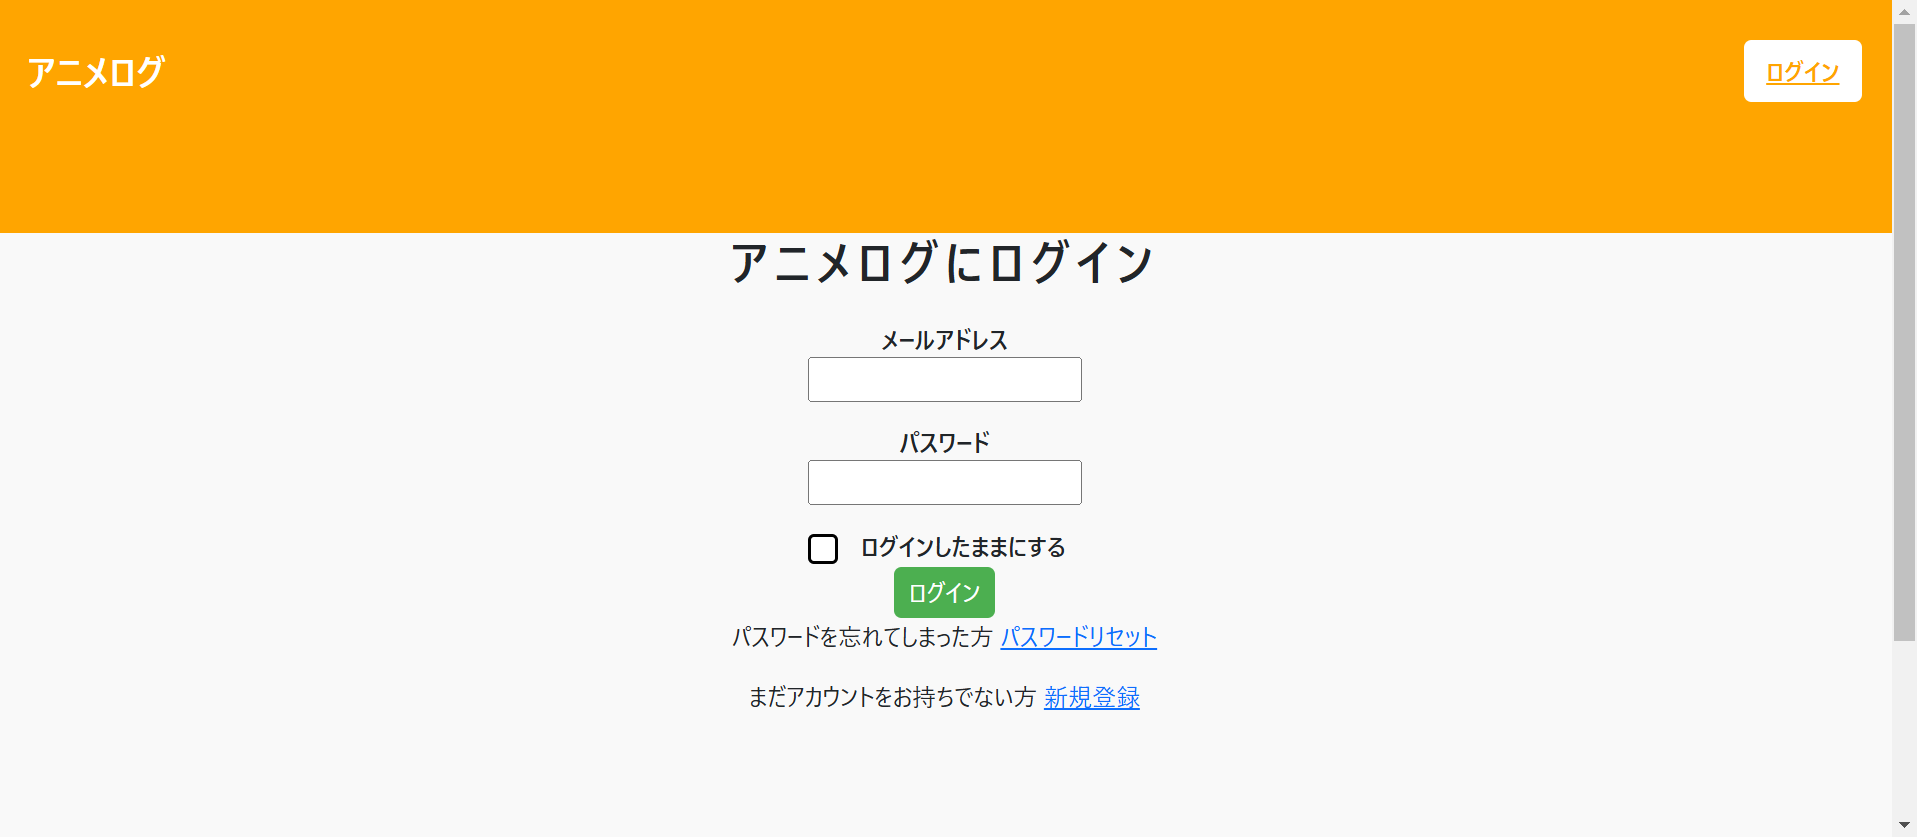 アニメログ
ログイン
アニメログにログイン
メールアドレス
パスワード
ログインしたままにする
ログイン
パスワードを忘れてしまった方 パスワードリセット
まだアカウントをお持ちでない方 新規登録